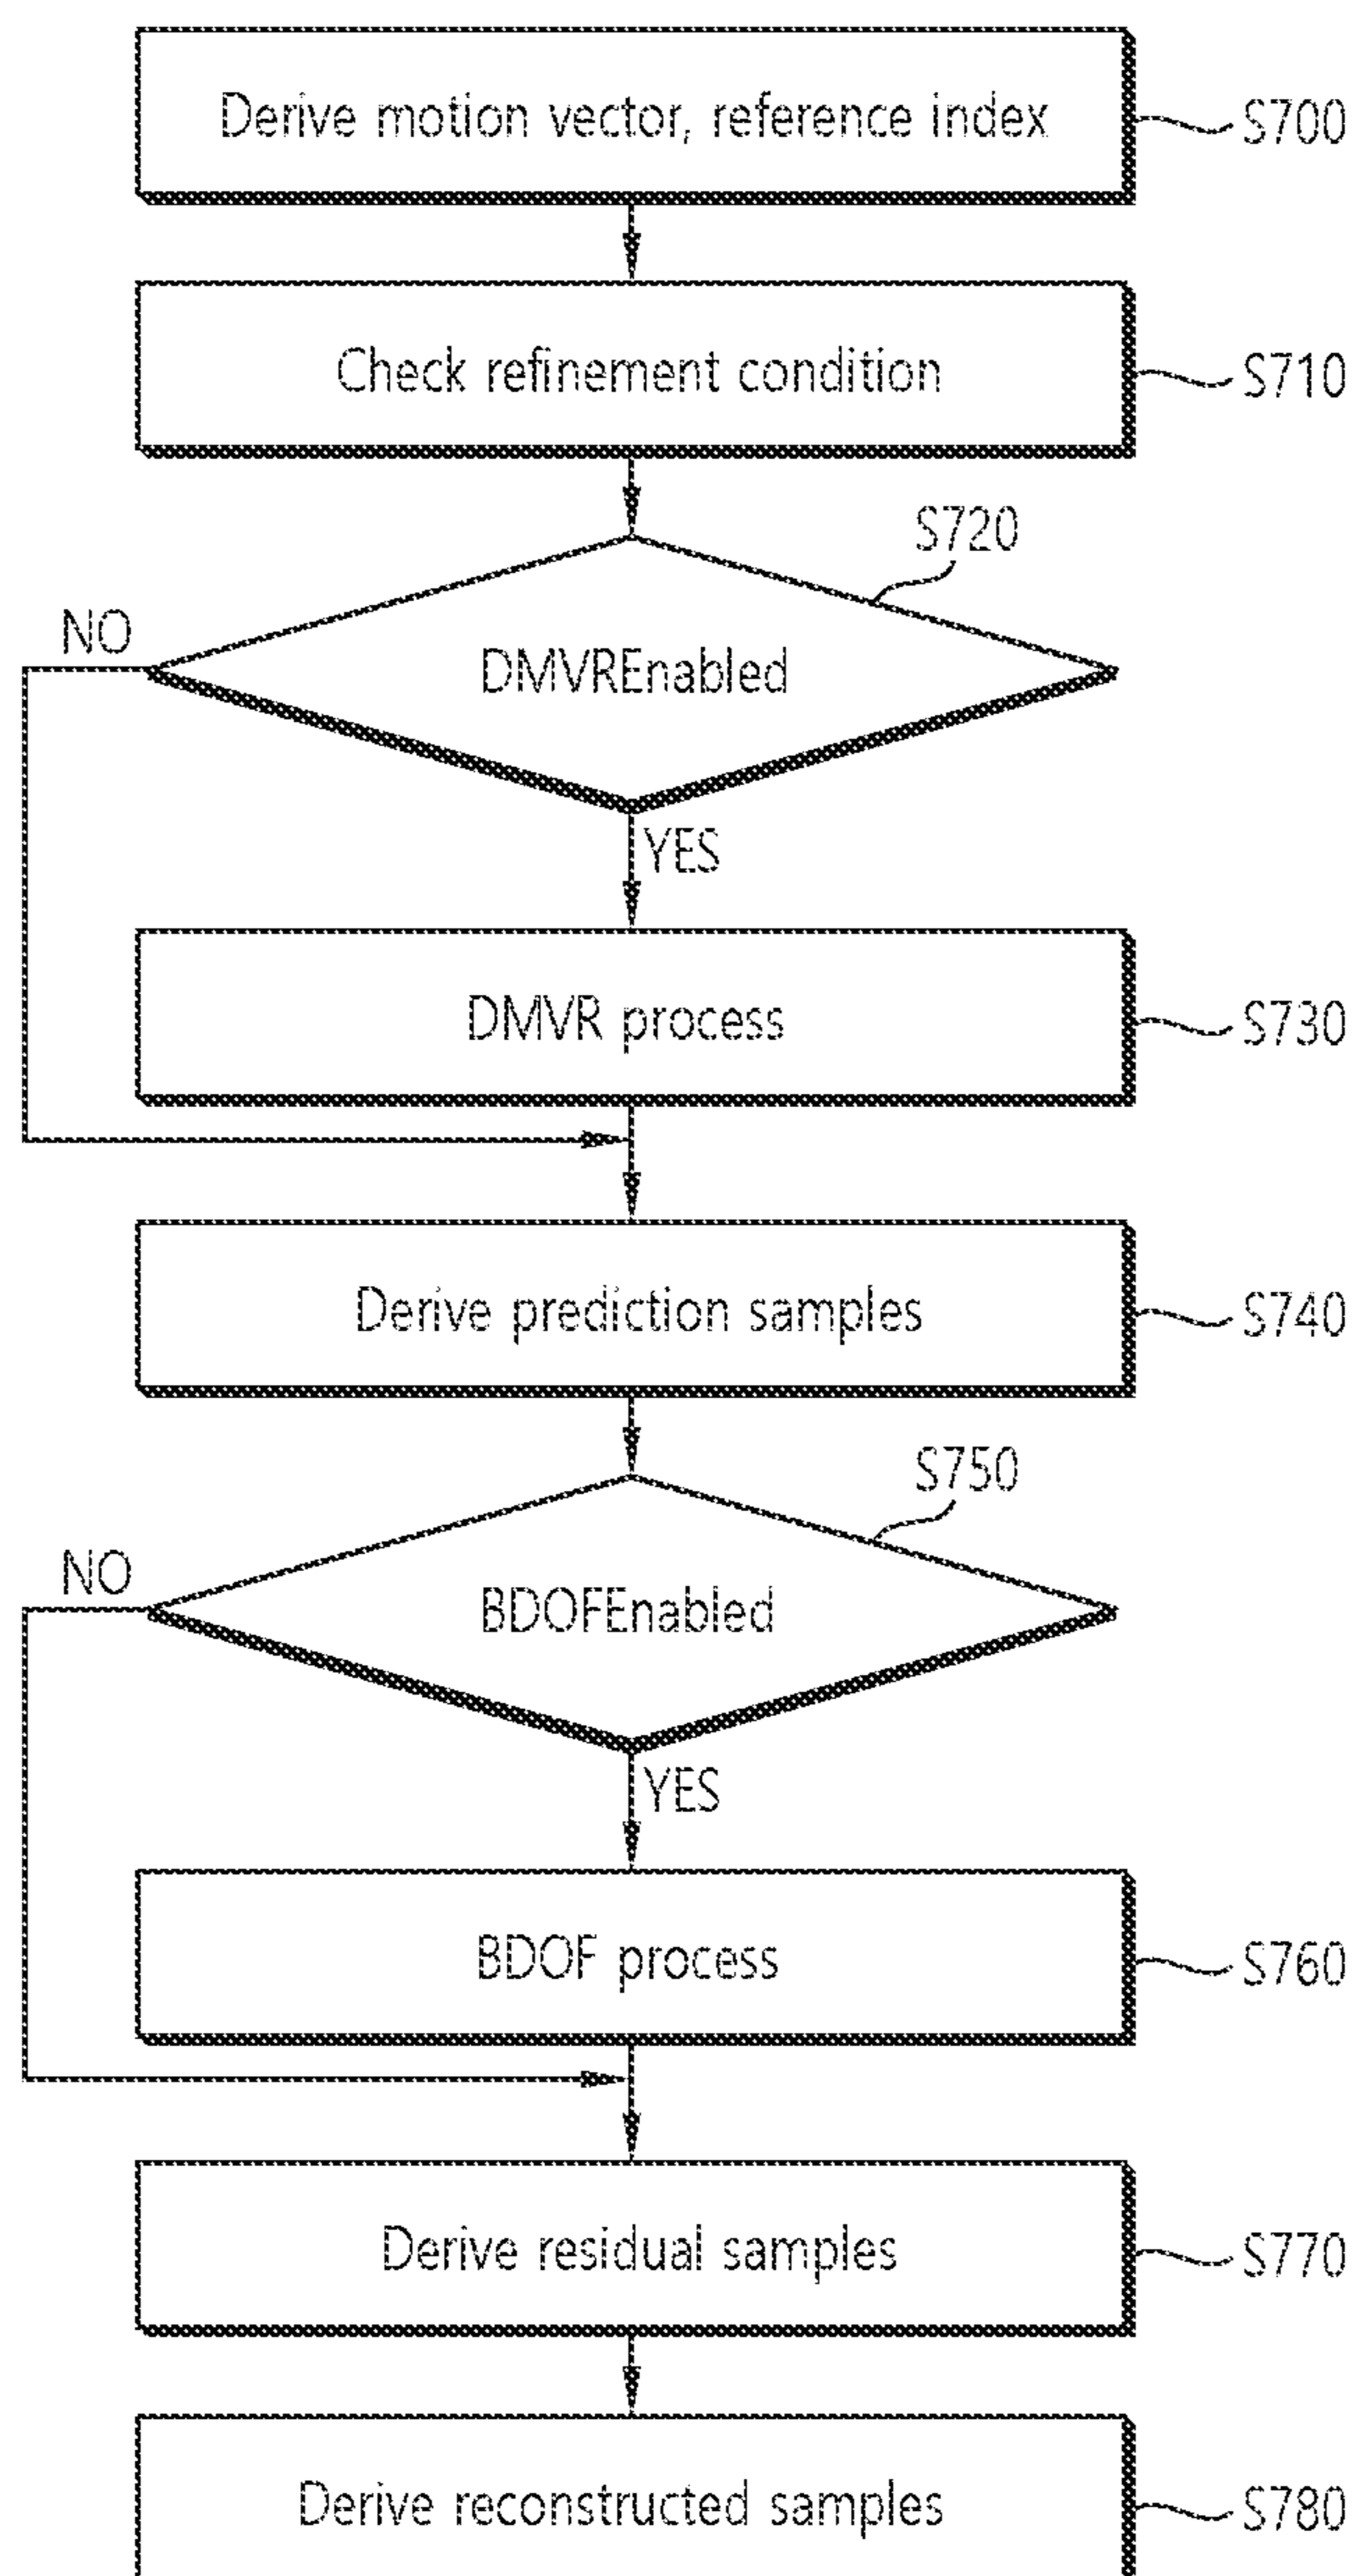 Derive motion vector, reference index
S700
Check refinement condition
S710
S720
NO
DMVREnabled
YES
DMVR process
S730
Derive prediction samples
S740
S750
NO
BDOFEnabled
YES
BDOF process
S760
Derive residual samples
S770
Derive reconstructed samples
S780